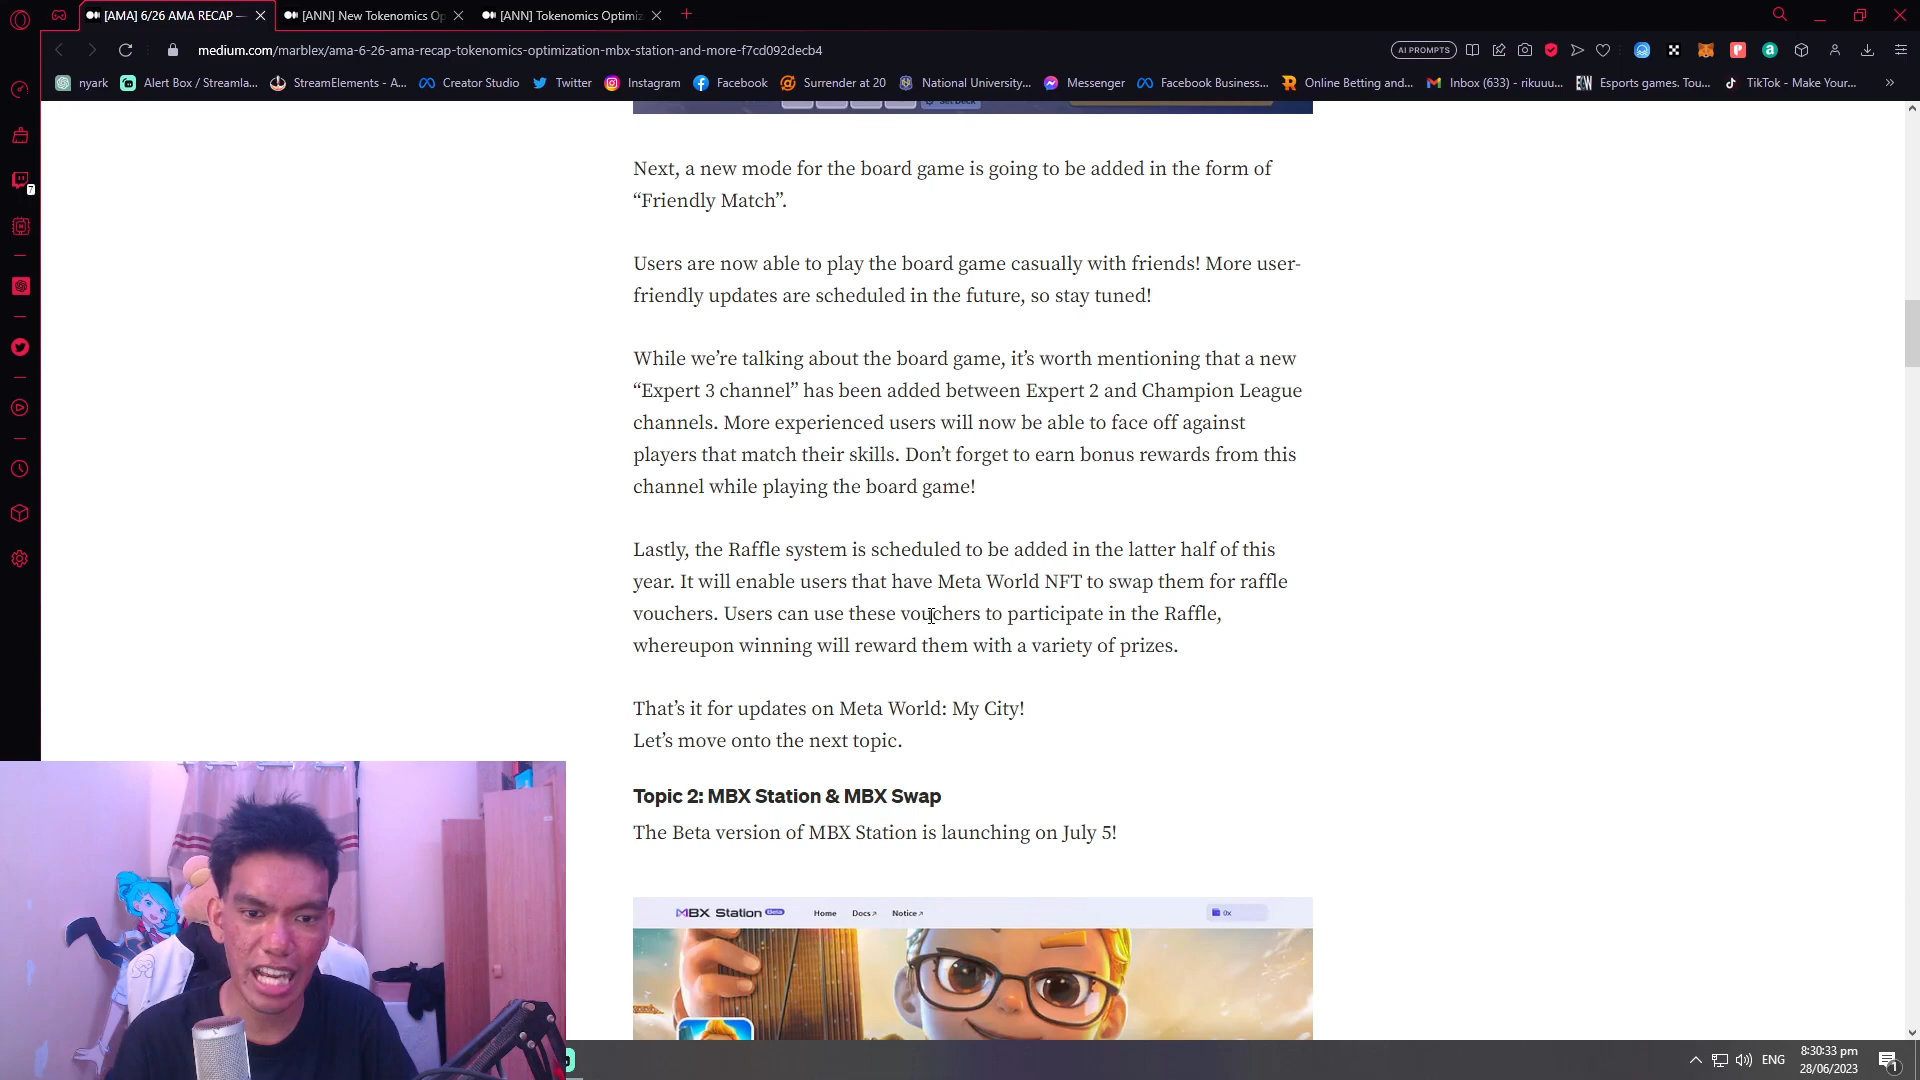 [AMA] 6/26 AMA RECAP —
[ANN] New Tokenomics Op
[ANN] Tokenomics Optimiz
medium.com/marblex/ama-6-26-ama-recap-tokenomics-optimization-mbx-station-and-more-f7cd092decb4
AI PROMPTS
nyark
Alert Box / Streamla...
StreamElements - A...
Creator Studio
Twitter
Instagram
Facebook
Surrender at 20
National University...
Messenger
Facebook Business...
Online Betting and...
Inbox (633) - rikuuu...
Esports games. Tou...
TikTok - Make Your...
7
Set Deck
Next, a new mode for the board game is going to be added in the form of
“Friendly Match”.
Users are now able to play the board game casually with friends! More user-
friendly updates are scheduled in the future, so stay tuned!
While we’re talking about the board game, it’s worth mentioning that a new
“Expert 3 channel” has been added between Expert 2 and Champion League
channels. More experienced users will now be able to face off against
players that match their skills. Don’t forget to earn bonus rewards from this
channel while playing the board game!
Lastly, the Raffle system is scheduled to be added in the latter half of this
year. It will enable users that have Meta World NFT to swap them for raffle
vouchers. Users can use these vouchers to participate in the Raffle,
whereupon winning will reward them with a variety of prizes.
That’s it for updates on Meta World: My City!
Let’s move onto the next topic.
Topic 2: MBX Station & MBX Swap
The Beta version of MBX Station is launching on July 5!
MBX Station Beta
Home
Docs
Notice
0x
ENG
8:30:33 pm
28/06/2023
1